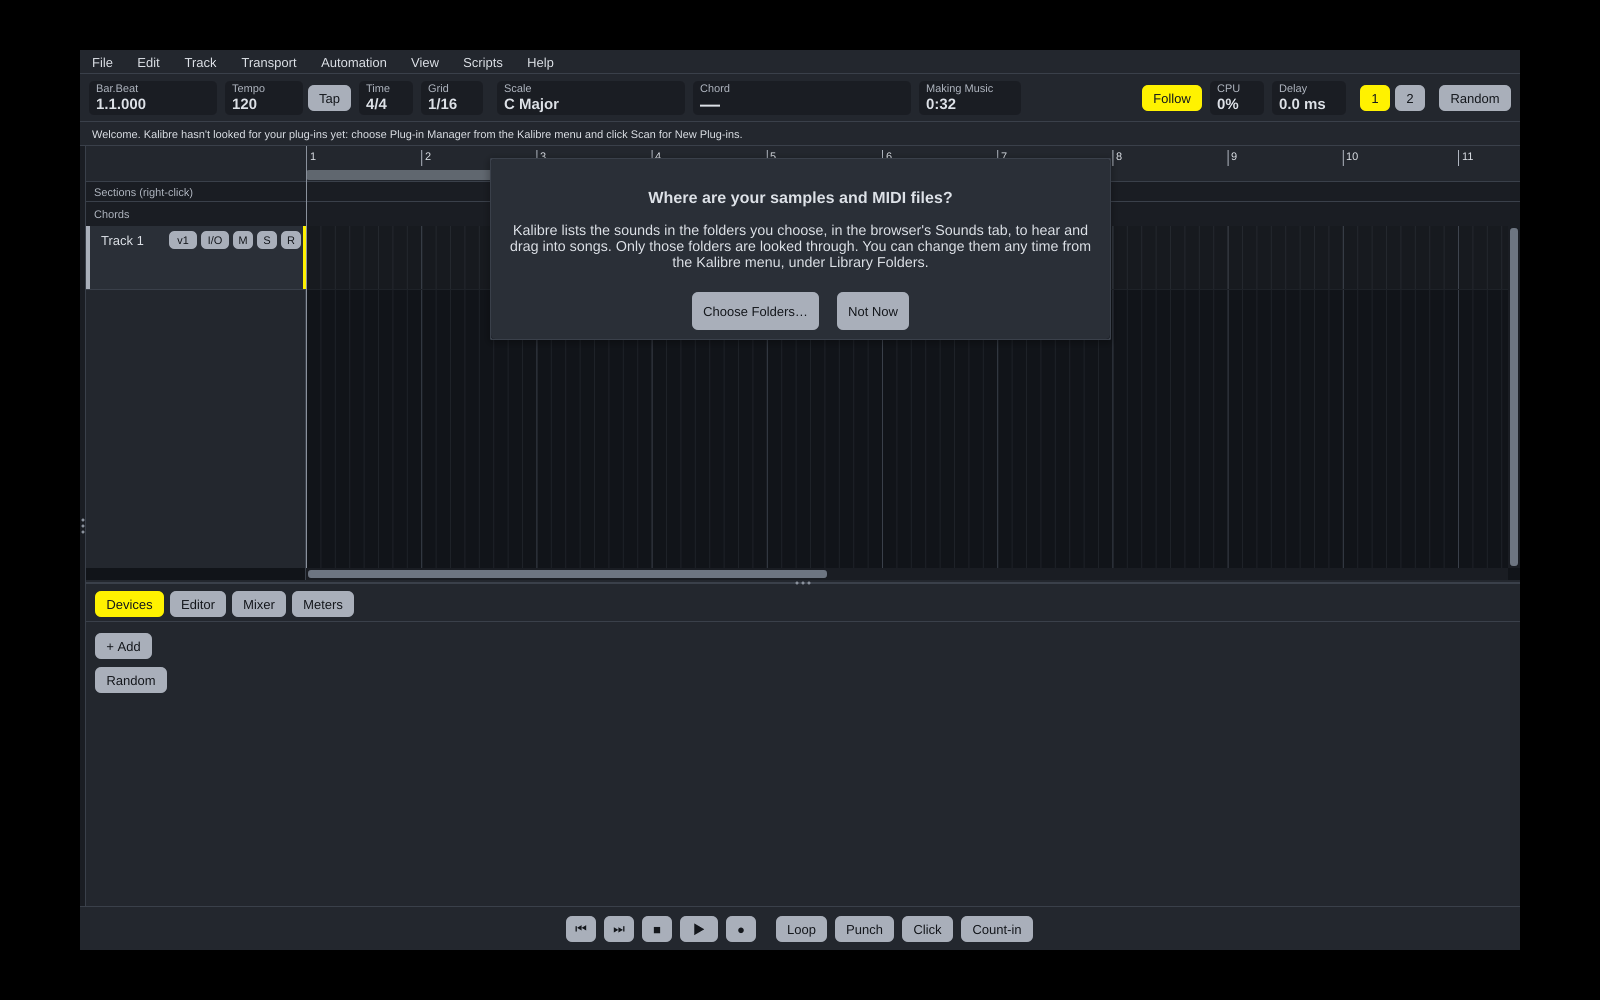 File Edit Track Transport Automation View Scripts Help
Bar.Beat Tempo Time Grid Scale Chord Making Music CPU Delay
1.1.000 120 Tap 4/4 1/16 C Major — 0:32 Follow 0% 0.0 ms 1 2 Random
Welcome. Kalibre hasn't looked for your plug-ins yet: choose Plug-in Manager from the Kalibre menu and click Scan for New Plug-ins.
1 2 3 4 5 6 7 8 9 10 11
Sections (right-click)
Chords
Track 1 v1 I/O M S R
Where are your samples and MIDI files?
Kalibre lists the sounds in the folders you choose, in the browser's Sounds tab, to hear and
drag into songs. Only those folders are looked through. You can change them any time from
the Kalibre menu, under Library Folders.
Choose Folders… Not Now
Devices Editor Mixer Meters
+ Add
Random
Loop Punch Click Count-in